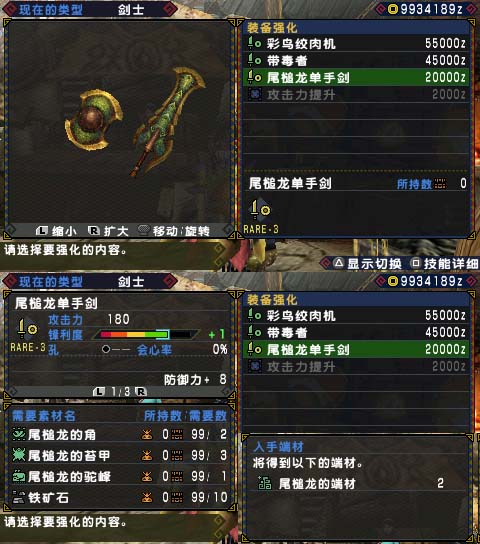 现在的类型 剑士
9934189z
装备强化
彩鸟绞肉机 55000z
带毒者 45000z
尾槌龙单手剑 20000z
攻击力提升 2000z
尾槌龙单手剑 所持数 0
RARE-3
L 缩小 R 扩大 移动/旋转
请选择要强化的内容。
△显示切换 □技能详细
现在的类型 剑士
9934189z
尾槌龙单手剑
攻击力 180
锋利度 +1
RARE-3
孔 ●—— 会心率 0%
防御力+ 8
L 1/3 R
需要素材名 所持数/需要数
尾槌龙的角 0 99/ 2
尾槌龙的苔甲 0 99/ 3
尾槌龙的驼峰 0 99/ 1
铁矿石 0 99/10
请选择要强化的内容。
装备强化
彩鸟绞肉机 55000z
带毒者 45000z
尾槌龙单手剑 20000z
攻击力提升 2000z
入手端材
将得到以下的端材。
尾槌龙的端材 2